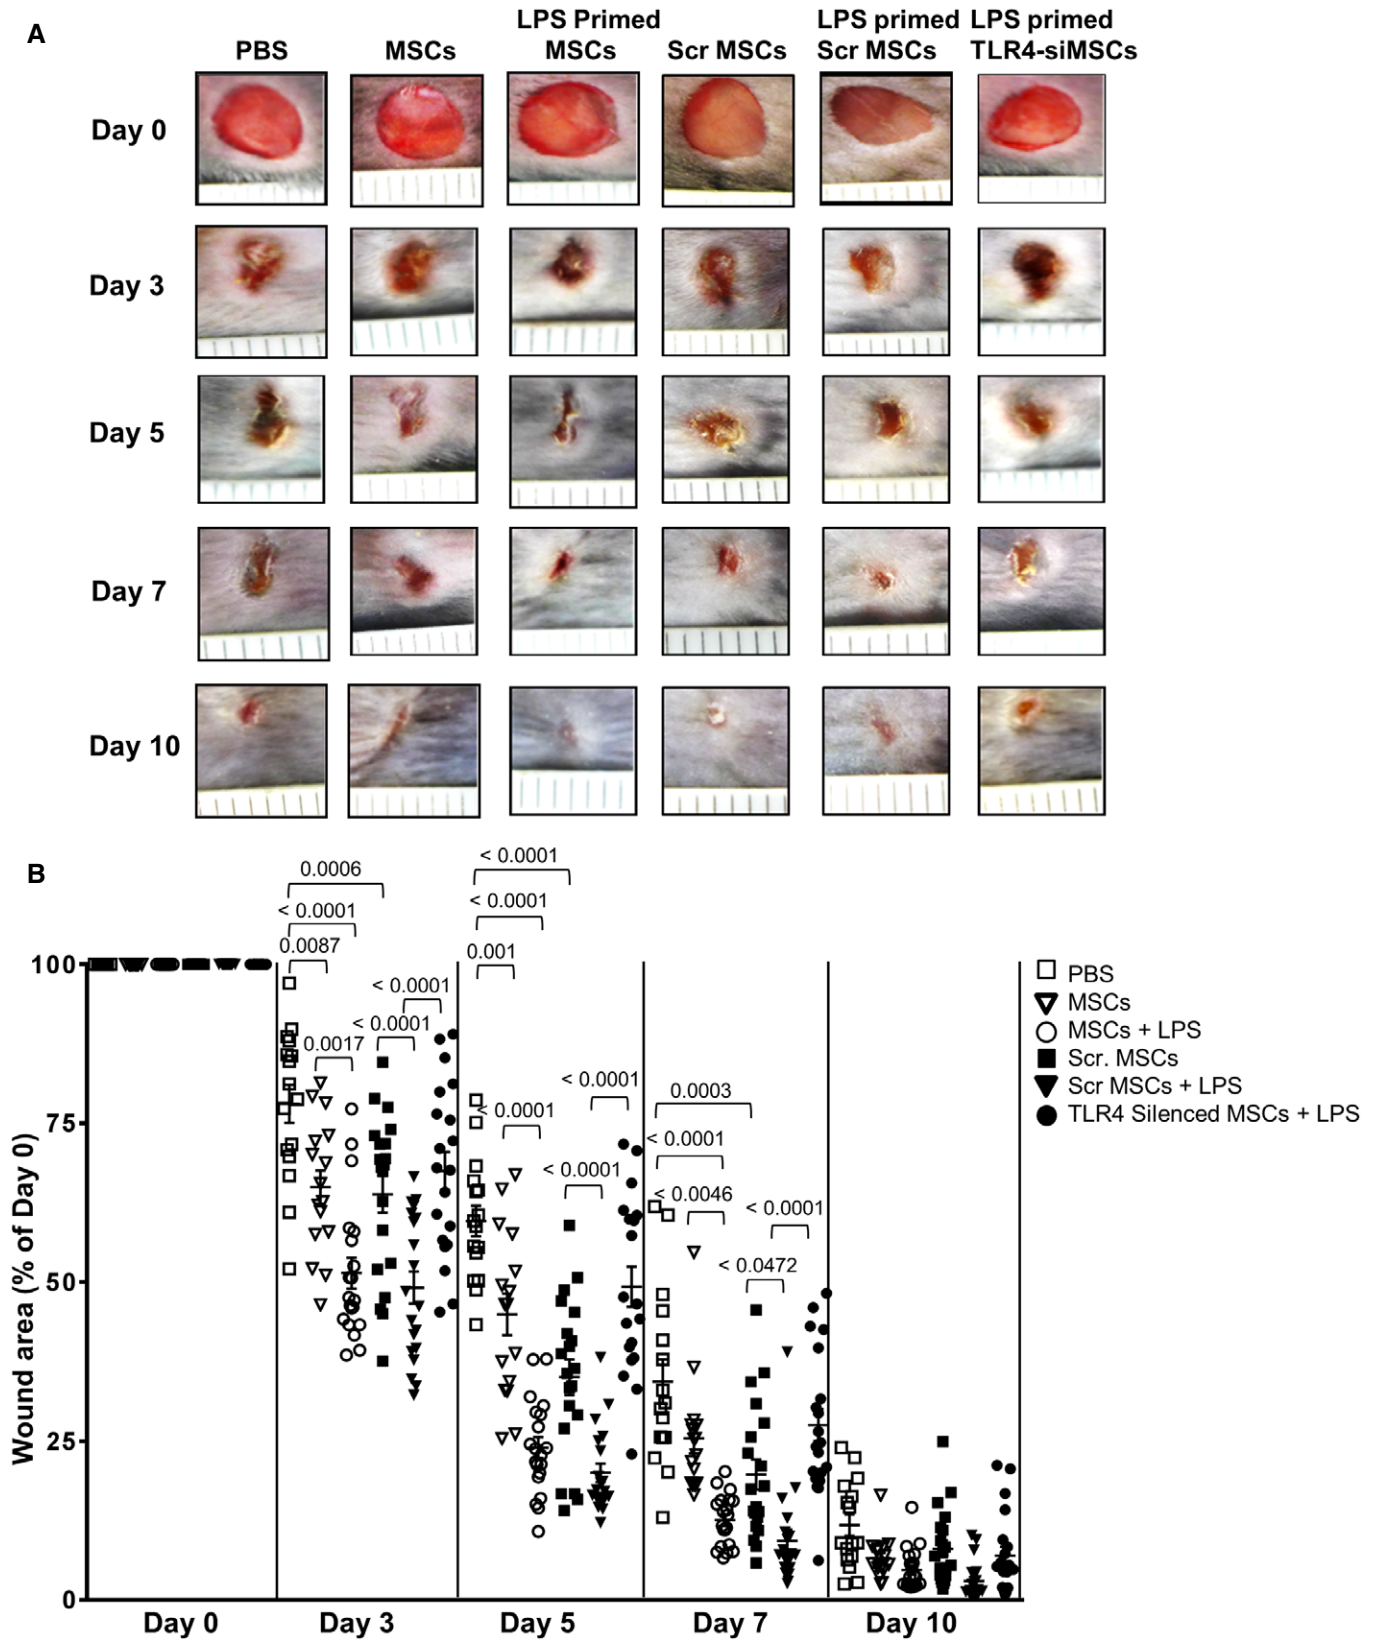 A
PBS
MSCs
LPS Primed
MSCs
Scr MSCs
LPS primed
Scr MSCs
LPS primed
TLR4-siMSCs
Day 0
Day 3
Day 5
Day 7
Day 10
B
0.0006
< 0.0001
0.0087
< 0.0001
< 0.0001
0.0017
< 0.0001
< 0.0001
0.001
< 0.0001
< 0.0001
< 0.0001
0.0003
< 0.0001
< 0.0046
< 0.0001
< 0.0472
Wound area (% of Day 0)
100
75
50
25
0
Day 0
Day 3
Day 5
Day 7
Day 10
PBS
MSCs
MSCs + LPS
Scr. MSCs
Scr MSCs + LPS
TLR4 Silenced MSCs + LPS